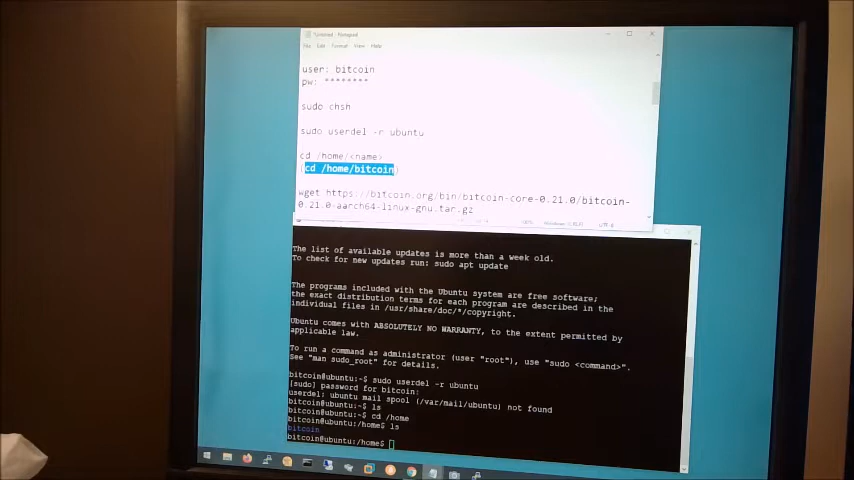 Untitled - Notepad
File Edit Format View Help
user: bitcoin
pw: ********
sudo chsh
sudo userdel -r ubuntu
cd /home/<name>
(cd /home/bitcoin)
wget https://bitcoin.org/bin/bitcoin-core-0.21.0/bitcoin-
0.21.0-aarch64-linux-gnu.tar.gz
Windows (CRLF) UTF-8
The list of available updates is more than a week old.
To check for new updates run: sudo apt update
The programs included with the Ubuntu system are free software;
the exact distribution terms for each program are described in the
individual files in /usr/share/doc/*/copyright.
Ubuntu comes with ABSOLUTELY NO WARRANTY, to the extent permitted by
applicable law.
To run a command as administrator (user "root"), use "sudo <command>".
See "man sudo_root" for details.
bitcoin@ubuntu:~$ sudo userdel -r ubuntu
[sudo] password for bitcoin:
userdel: ubuntu mail spool (/var/mail/ubuntu) not found
bitcoin@ubuntu:~$ ls
bitcoin@ubuntu:~$ cd /home
bitcoin@ubuntu:/home$ ls
bitcoin
bitcoin@ubuntu:/home$